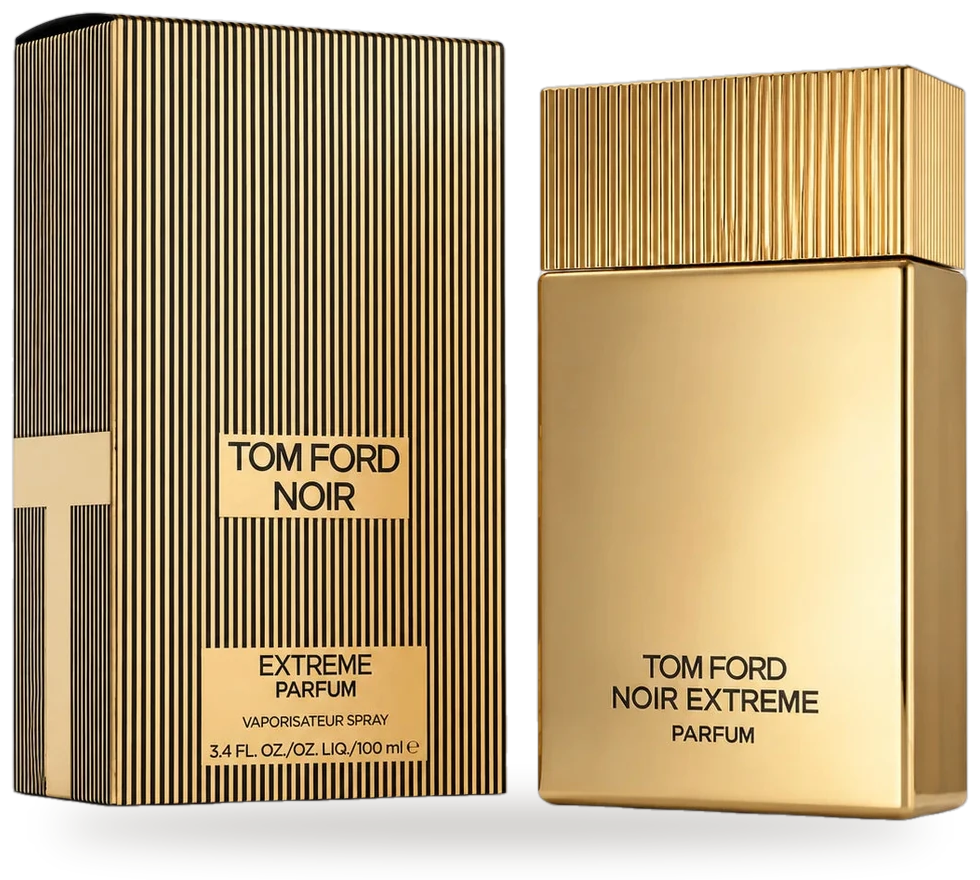 T
TOM FORD
NOIR
EXTREME
PARFUM
VAPORISATEUR SPRAY
3.4 FL. OZ./OZ. LIQ./100 ml ℮
TOM FORD
NOIR EXTREME
PARFUM